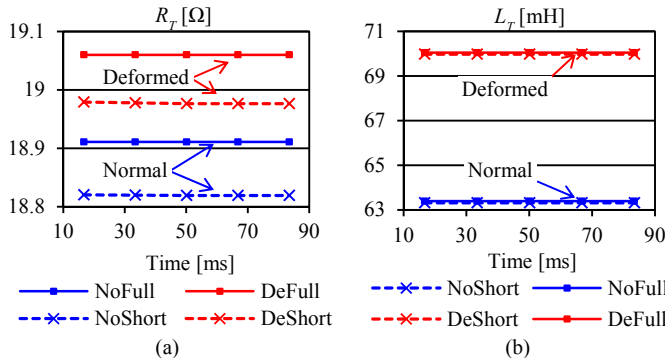 R_T [Ω]
19.1
19
18.9
18.8
Deformed
Normal
10 30 50 70 90
Time [ms]
NoFull DeFull
NoShort DeShort
(a)
L_T [mH]
70
67
65
63
Deformed
Normal
10 30 50 70 90
Time [ms]
NoShort NoFull
DeShort DeFull
(b)